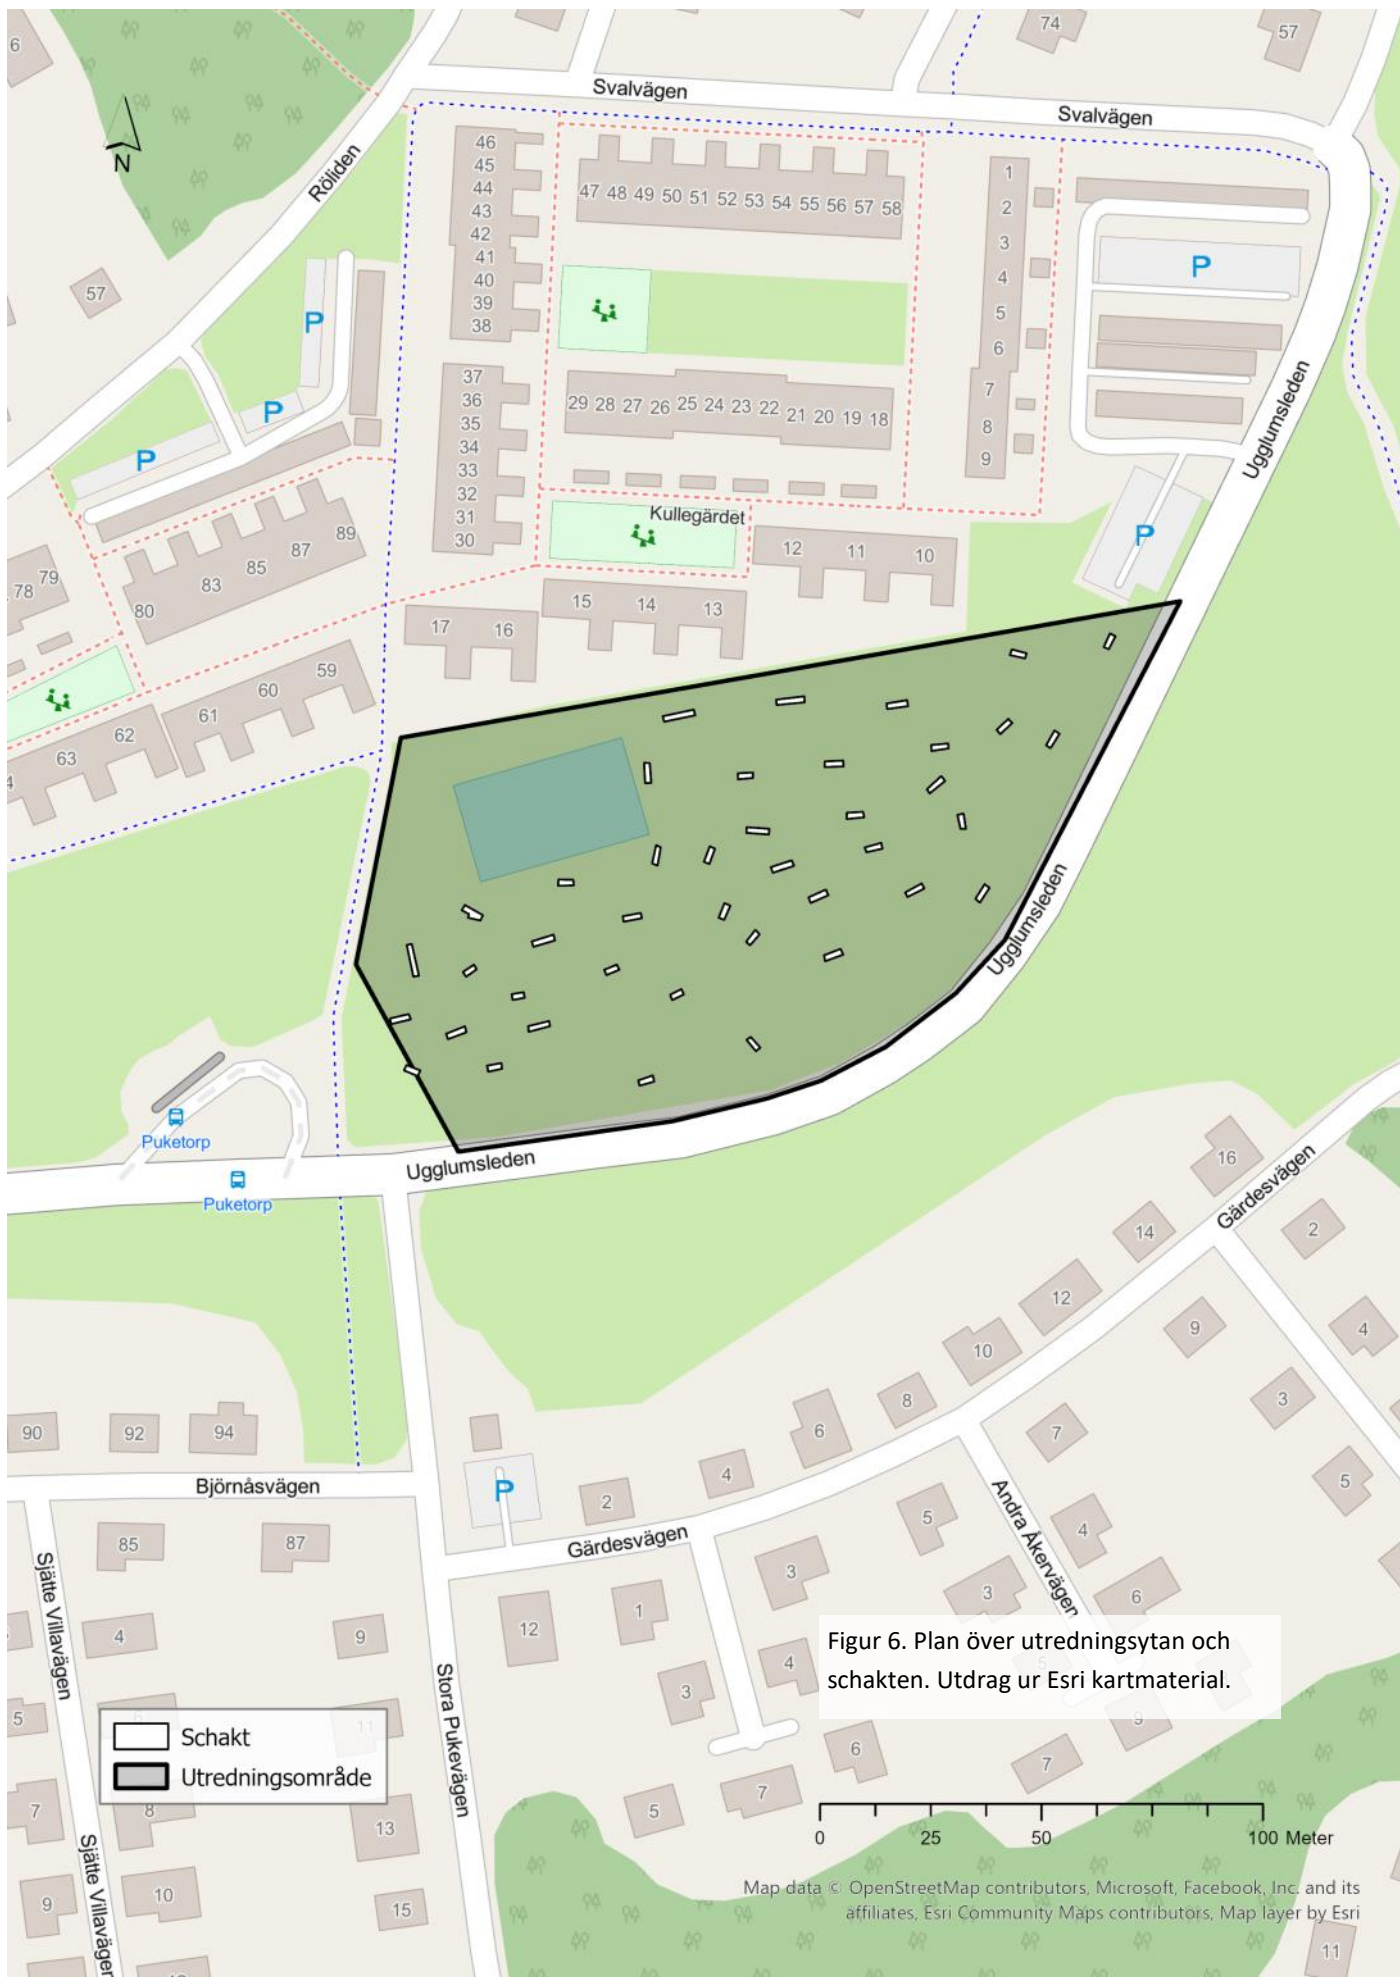 6
74
57
Svalvägen
Svalvägen
N
Röliden
46
45
44
43
42
41
40
39
38
47 48 49 50 51 52 53 54 55 56 57 58
1
2
3
4
5
6
7
8
9
P
57
P
P
P
37
36
35
34
33
32
31
30
29 28 27 26 25 24 23 22 21 20 19 18
Ugglumsleden
Kullegärdet
P
12 11 10
89
87
85
83
80
79
78
15 14 13
17 16
59
60
61
62
63
4
Ugglumsleden
Puketorp
Puketorp
Ugglumsleden
16
Gärdesvägen
14
2
12
9
4
10
8
3
6
7
90
92
94
4
5
Björnåsvägen
P
2
Gärdesvägen
5
4
Andra Åkervägen
85
87
3
3
6
Sjätte Villavägen
4
9
12
1
4
5
Figur 6. Plan över utredningsytan och
schakten. Utdrag ur Esri kartmaterial.
3
9
Stora Pukevägen
5
6
11
Schakt
Utredningsområde
6
7
7
7
8
5
13
0 25 50 100 Meter
Sjätte Villavägen
9
10
15
Map data © OpenStreetMap contributors, Microsoft, Facebook, Inc. and its
affiliates, Esri Community Maps contributors, Map layer by Esri
11